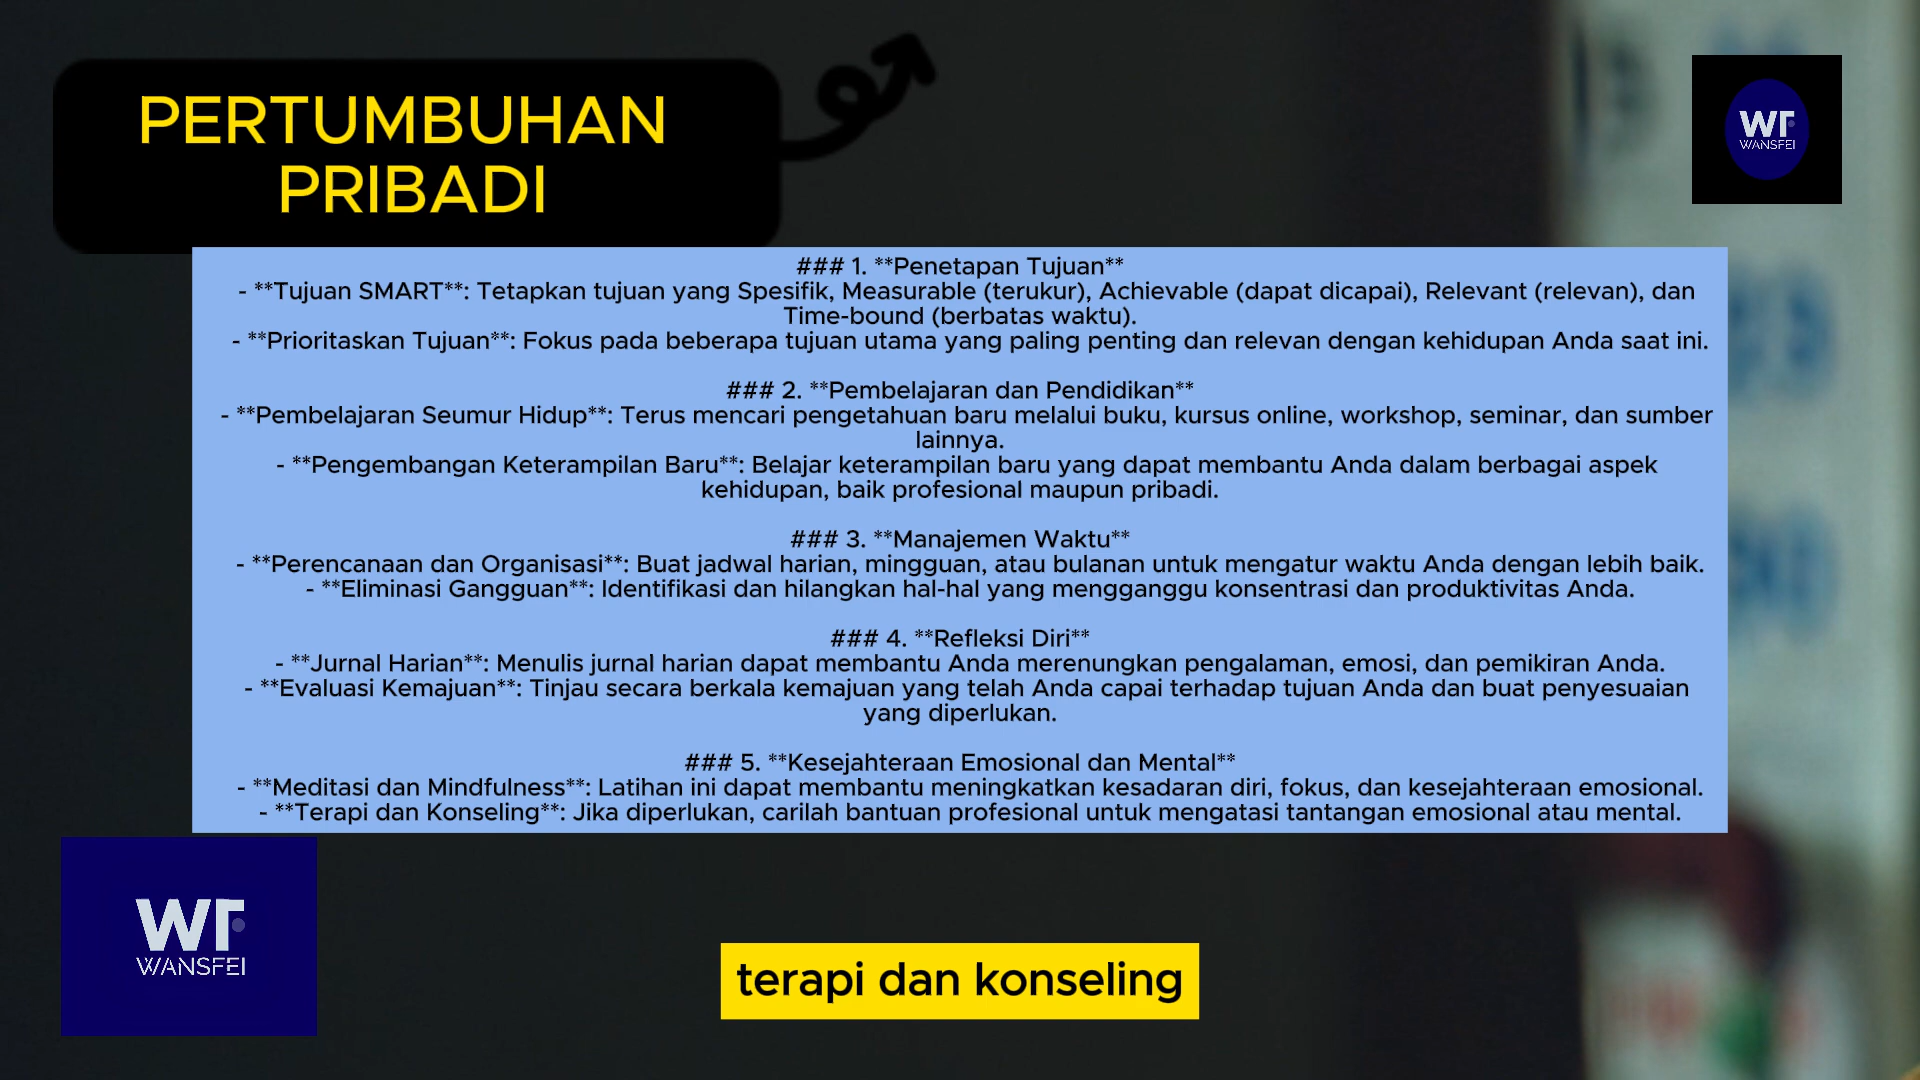 PERTUMBUHAN
PRIBADI
WF
WANSFEI
### 1. **Penetapan Tujuan**
- **Tujuan SMART**: Tetapkan tujuan yang Spesifik, Measurable (terukur), Achievable (dapat dicapai), Relevant (relevan), dan
Time-bound (berbatas waktu).
- **Prioritaskan Tujuan**: Fokus pada beberapa tujuan utama yang paling penting dan relevan dengan kehidupan Anda saat ini.
### 2. **Pembelajaran dan Pendidikan**
- **Pembelajaran Seumur Hidup**: Terus mencari pengetahuan baru melalui buku, kursus online, workshop, seminar, dan sumber
lainnya.
- **Pengembangan Keterampilan Baru**: Belajar keterampilan baru yang dapat membantu Anda dalam berbagai aspek
kehidupan, baik profesional maupun pribadi.
### 3. **Manajemen Waktu**
- **Perencanaan dan Organisasi**: Buat jadwal harian, mingguan, atau bulanan untuk mengatur waktu Anda dengan lebih baik.
- **Eliminasi Gangguan**: Identifikasi dan hilangkan hal-hal yang mengganggu konsentrasi dan produktivitas Anda.
### 4. **Refleksi Diri**
- **Jurnal Harian**: Menulis jurnal harian dapat membantu Anda merenungkan pengalaman, emosi, dan pemikiran Anda.
- **Evaluasi Kemajuan**: Tinjau secara berkala kemajuan yang telah Anda capai terhadap tujuan Anda dan buat penyesuaian
yang diperlukan.
### 5. **Kesejahteraan Emosional dan Mental**
- **Meditasi dan Mindfulness**: Latihan ini dapat membantu meningkatkan kesadaran diri, fokus, dan kesejahteraan emosional.
- **Terapi dan Konseling**: Jika diperlukan, carilah bantuan profesional untuk mengatasi tantangan emosional atau mental.
WF
WANSFEI
terapi dan konseling